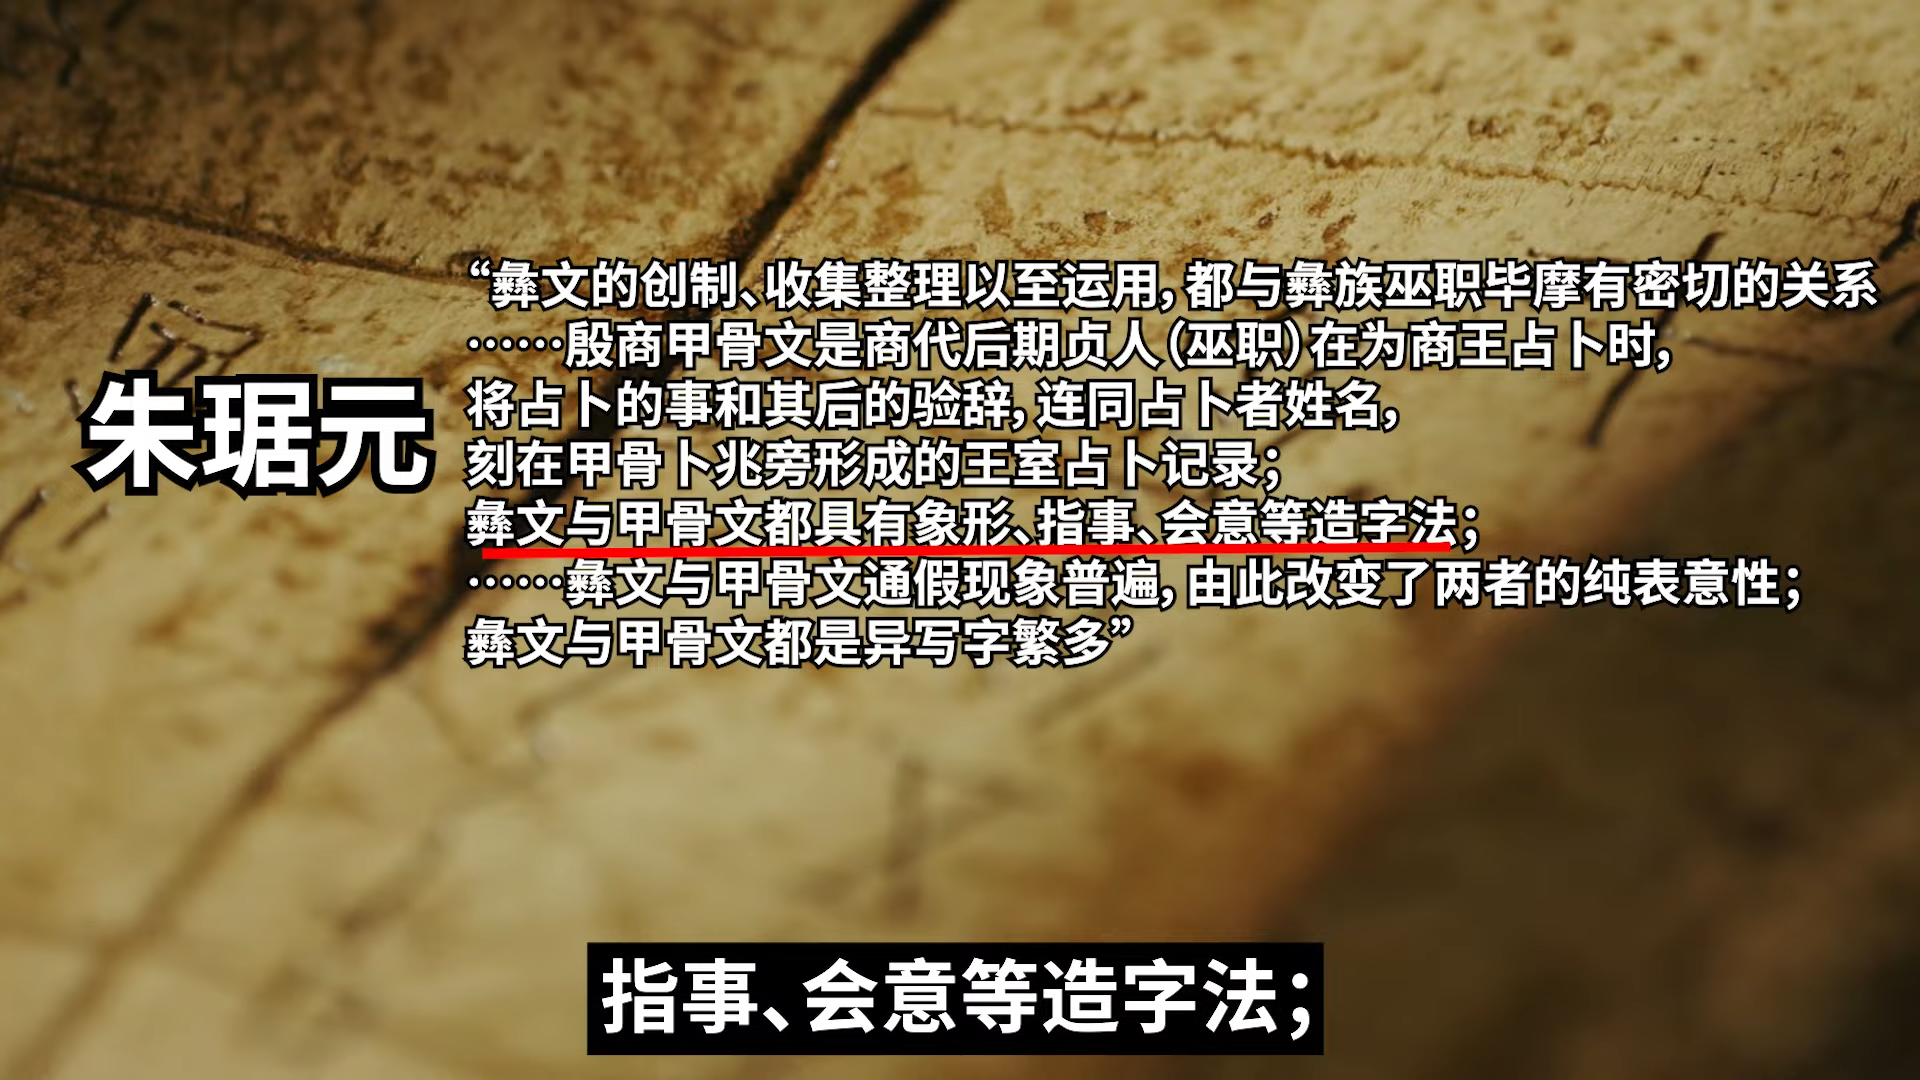 朱琚元
“彝文的创制、收集整理以至运用，都与彝族巫职毕摩有密切的关系
……殷商甲骨文是商代后期贞人（巫职）在为商王占卜时，
将占卜的事和其后的验辞，连同占卜者姓名，
刻在甲骨卜兆旁形成的王室占卜记录；
彝文与甲骨文都具有象形、指事、会意等造字法；
……彝文与甲骨文通假现象普遍，由此改变了两者的纯表意性；
彝文与甲骨文都是异写字繁多”
指事、会意等造字法；